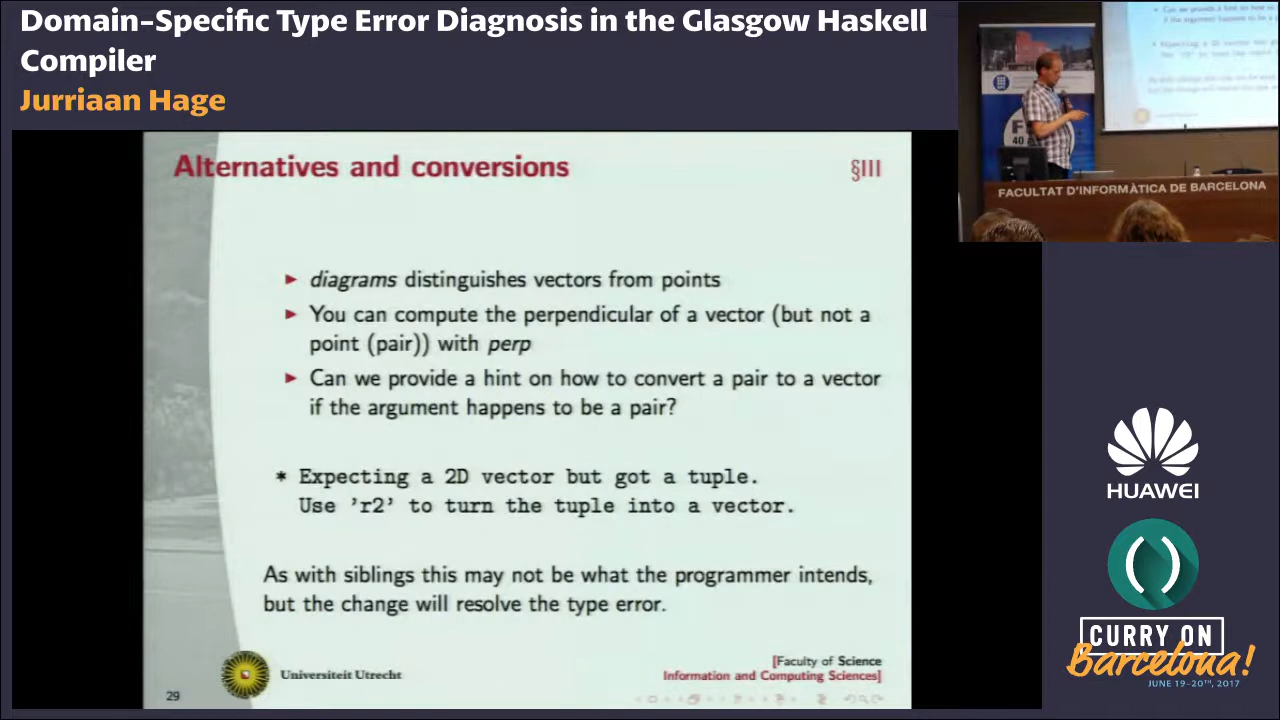 Domain-Specific Type Error Diagnosis in the Glasgow Haskell
Compiler
Jurriaan Hage
Alternatives and conversions
§III
► diagrams distinguishes vectors from points
► You can compute the perpendicular of a vector (but not a
point (pair)) with perp
► Can we provide a hint on how to convert a pair to a vector
if the argument happens to be a pair?
* Expecting a 2D vector but got a tuple.
Use ’r2’ to turn the tuple into a vector.
As with siblings this may not be what the programmer intends,
but the change will resolve the type error.
Universiteit Utrecht
[Faculty of Science
Information and Computing Sciences]
29
FACULTAT D'INFORMÀTICA DE BARCELONA
HUAWEI
CURRY ON
Barcelona!
JUNE 19-20TH, 2017